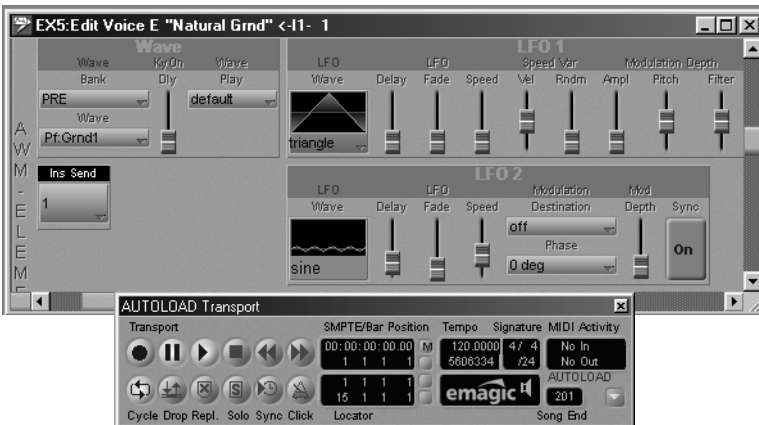 EX5:Edit Voice E "Natural Grnd" <-I1- 1
Wave
Wave KyOn Wave
Bank Dly Play
PRE default
Wave
Pf:Grnd1
Ins Send
1
AWM-ELEME
LFO 1
LFO LFO Speed Var Modulation Depth
Wave Delay Fade Speed Vel Rndm Ampl Pitch Filter
triangle
LFO 2
LFO LFO Modulation Mod
Wave Delay Fade Speed Destination Depth Sync
off
Phase
0 deg
On
sine
AUTOLOAD Transport
Transport SMPTE/Bar Position Tempo Signature MIDI Activity
00:00:00:00.00 M 120.0000 4/ 4 No In
1 1 1 1 5606334 /24 No Out
1 1 1 1 emagic AUTOLOAD
15 1 1 1 201
S
Cycle Drop Repl. Solo Sync Click Locator Song End